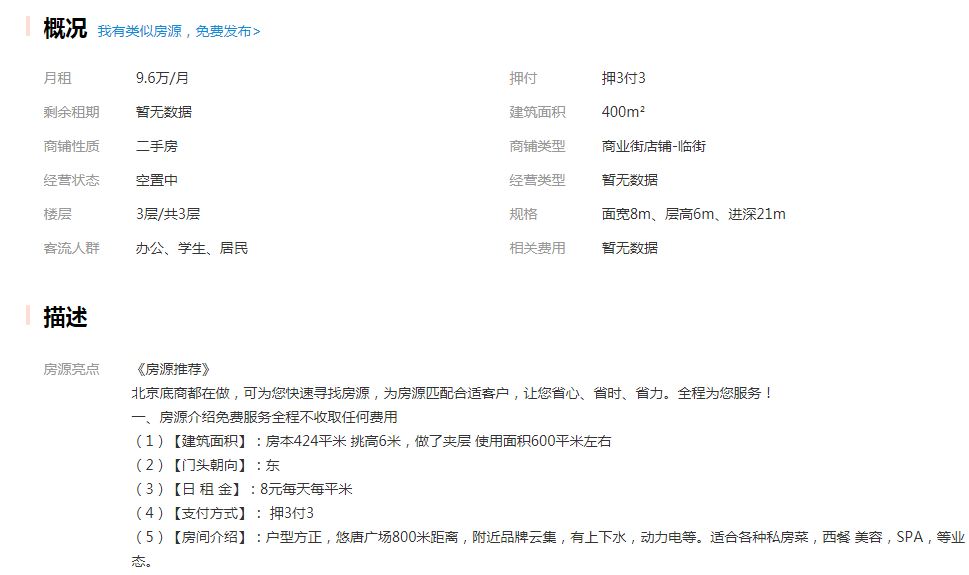 概况 我有类似房源，免费发布>
月租 9.6万/月 押付 押3付3
剩余租期 暂无数据 建筑面积 400m²
商铺性质 二手房 商铺类型 商业街店铺-临街
经营状态 空置中 经营类型 暂无数据
楼层 3层/共3层 规格 面宽8m、层高6m、进深21m
客流人群 办公、学生、居民 相关费用 暂无数据
描述
房源亮点 《房源推荐》
北京底商都在做，可为您快速寻找房源，为房源匹配合适客户，让您省心、省时、省力。全程为您服务！
一、房源介绍免费服务全程不收取任何费用
（1）【建筑面积】：房本424平米 挑高6米，做了夹层 使用面积600平米左右
（2）【门头朝向】：东
（3）【日 租 金】：8元每天每平米
（4）【支付方式】： 押3付3
（5）【房间介绍】：户型方正，悠唐广场800米距离，附近品牌云集，有上下水，动力电等。适合各种私房菜，西餐 美容，SPA，等业
态。